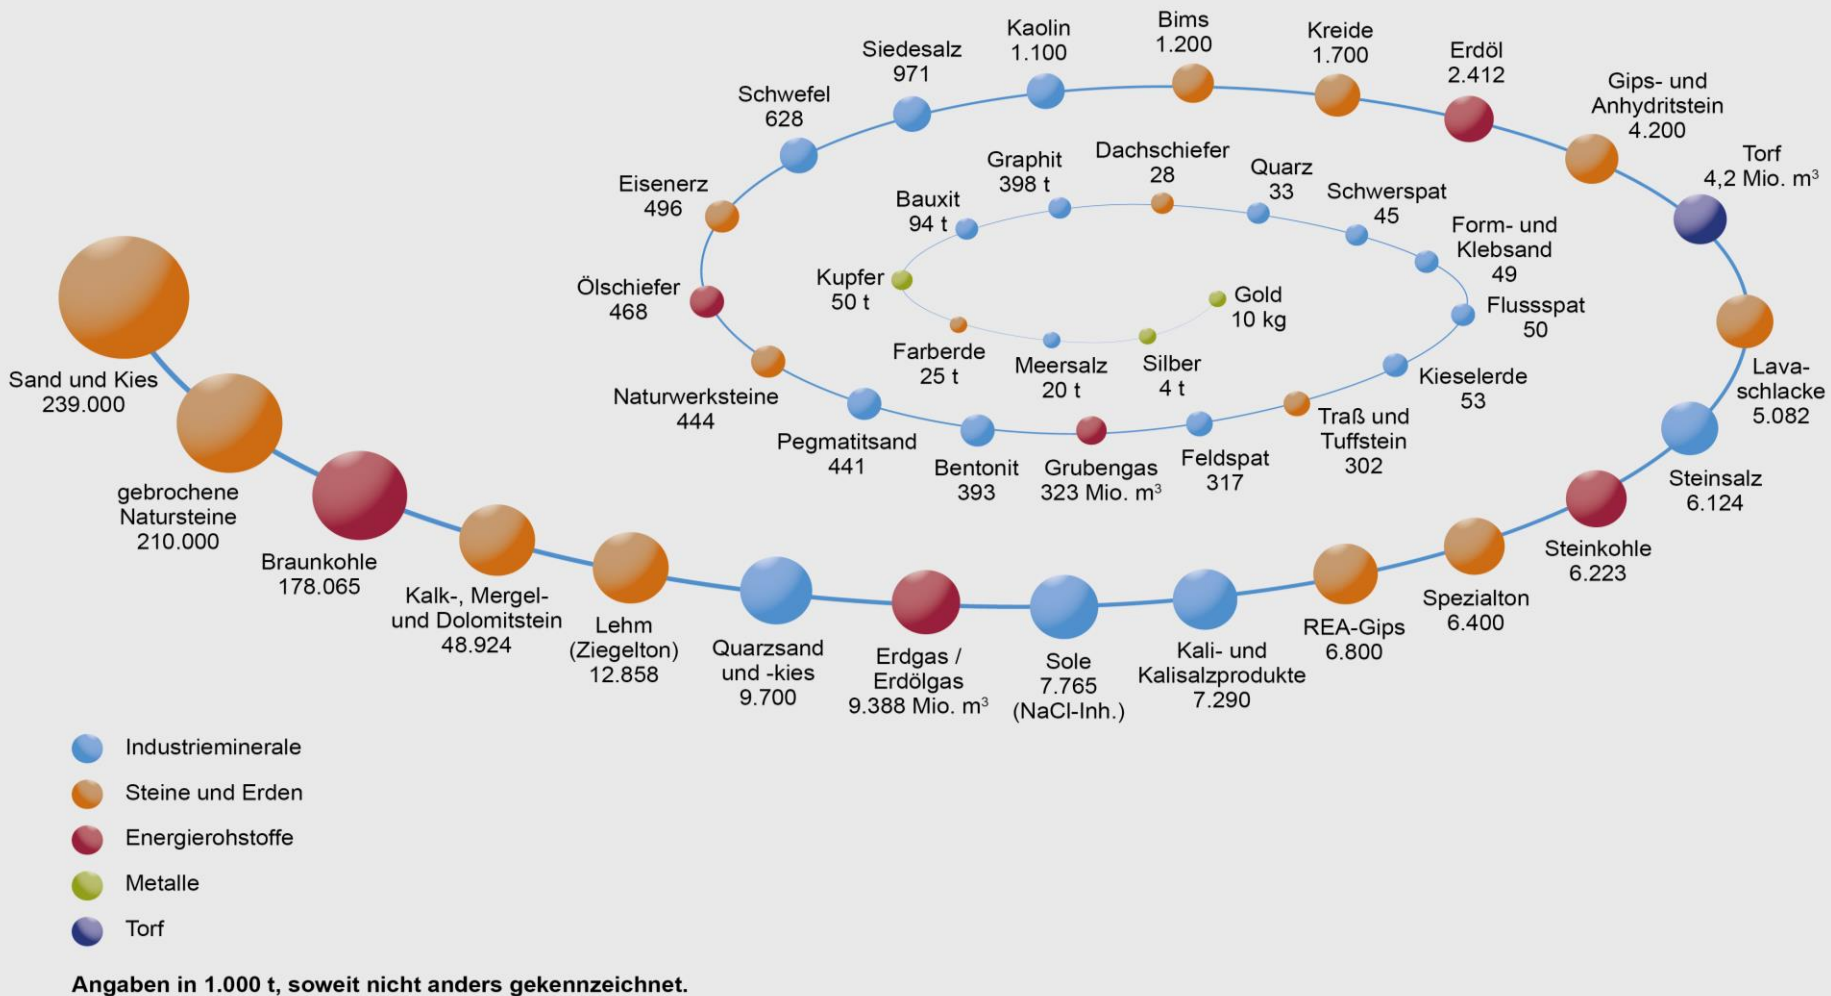 Sand und Kies
239.000
gebrochene
Natursteine
210.000
Braunkohle
178.065
Kalk-, Mergel-
und Dolomitstein
48.924
Lehm
(Ziegelton)
12.858
Quarzsand
und -kies
9.700
Erdgas /
Erdölgas
9.388 Mio. m³
Sole
7.765
(NaCl-Inh.)
Kali- und
Kalisalzprodukte
7.290
REA-Gips
6.800
Spezialton
6.400
Steinkohle
6.223
Steinsalz
6.124
Lava-
schlacke
5.082
Torf
4,2 Mio. m³
Gips- und
Anhydritstein
4.200
Erdöl
2.412
Kreide
1.700
Bims
1.200
Kaolin
1.100
Siedesalz
971
Schwefel
628
Eisenerz
496
Ölschiefer
468
Naturwerksteine
444
Pegmatitsand
441
Bentonit
393
Grubengas
323 Mio. m³
Feldspat
317
Traß und
Tuffstein
302
Kieselerde
53
Flussspat
50
Form- und
Klebsand
49
Schwerspat
45
Quarz
33
Dachschiefer
28
Graphit
398 t
Bauxit
94 t
Kupfer
50 t
Farberde
25 t
Meersalz
20 t
Silber
4 t
Gold
10 kg
Industrieminerale
Steine und Erden
Energierohstoffe
Metalle
Torf
Angaben in 1.000 t, soweit nicht anders gekennzeichnet.